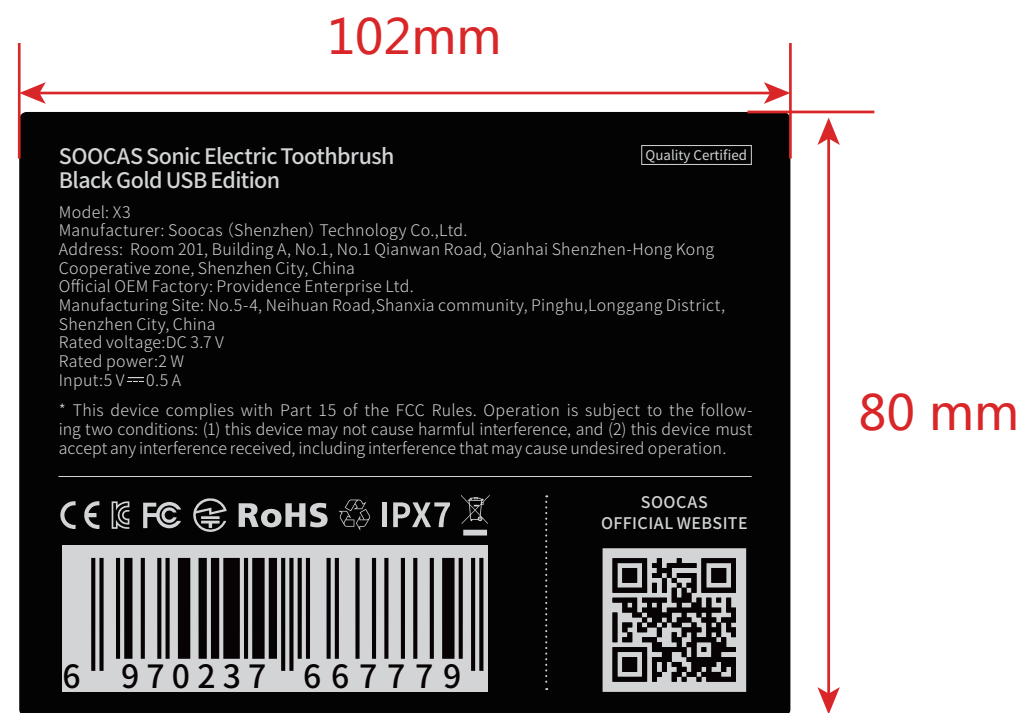 102mm
SOOCAS Sonic Electric Toothbrush
Quality Certified
Black Gold USB Edition
Model: X3
Manufacturer: Soocas（Shenzhen）Technology Co.,Ltd.
Address: Room 201, Building A, No.1, No.1 Qianwan Road, Qianhai Shenzhen-Hong Kong
Cooperative zone, Shenzhen City, China
Official OEM Factory: Providence Enterprise Ltd.
Manufacturing Site: No.5-4, Neihuan Road,Shanxia community, Pinghu,Longgang District,
Shenzhen City, China
Rated voltage:DC 3.7 V
Rated power:2 W
Input:5 V⎓0.5 A
80 mm
* This device complies with Part 15 of the FCC Rules. Operation is subject to the follow-
ing two conditions: (1) this device may not cause harmful interference, and (2) this device must
accept any interference received, including interference that may cause undesired operation.
CE FC RoHS IPX7
SOOCAS
OFFICIAL WEBSITE
6 970237 667779